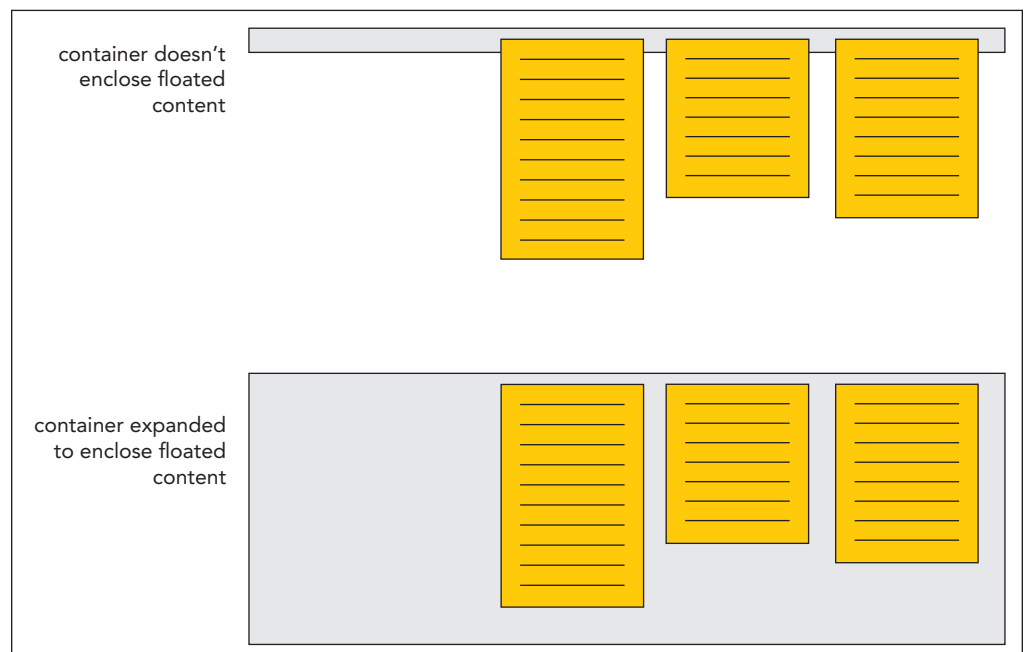 container doesn't
enclose floated
content
container expanded
to enclose floated
content